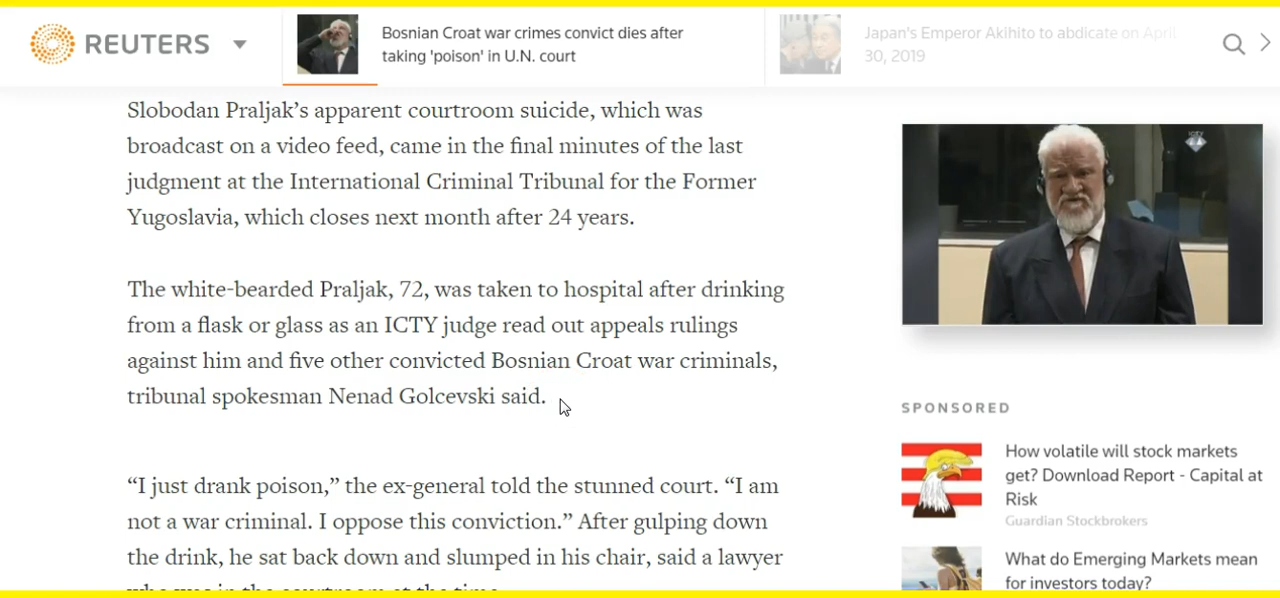 REUTERS
Bosnian Croat war crimes convict dies after
taking 'poison' in U.N. court
Japan's Emperor Akihito to abdicate on April
30, 2019
Slobodan Praljak’s apparent courtroom suicide, which was
broadcast on a video feed, came in the final minutes of the last
judgment at the International Criminal Tribunal for the Former
Yugoslavia, which closes next month after 24 years.
The white-bearded Praljak, 72, was taken to hospital after drinking
from a flask or glass as an ICTY judge read out appeals rulings
against him and five other convicted Bosnian Croat war criminals,
tribunal spokesman Nenad Golcevski said.
“I just drank poison,” the ex-general told the stunned court. “I am
not a war criminal. I oppose this conviction.” After gulping down
the drink, he sat back down and slumped in his chair, said a lawyer
ICTY
SPONSORED
How volatile will stock markets
get? Download Report - Capital at
Risk
Guardian Stockbrokers
What do Emerging Markets mean
for investors today?